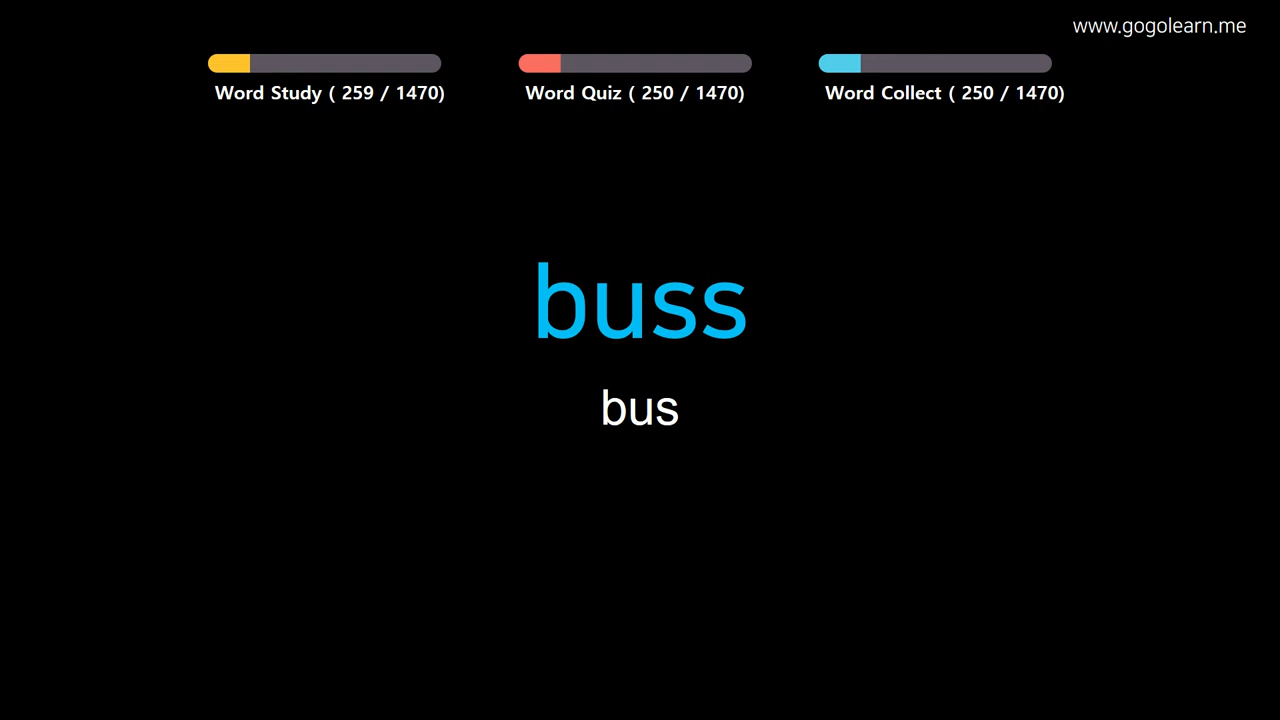 www.gogolearn.me
Word Study ( 259 / 1470)
Word Quiz ( 250 / 1470)
Word Collect ( 250 / 1470)
buss
bus